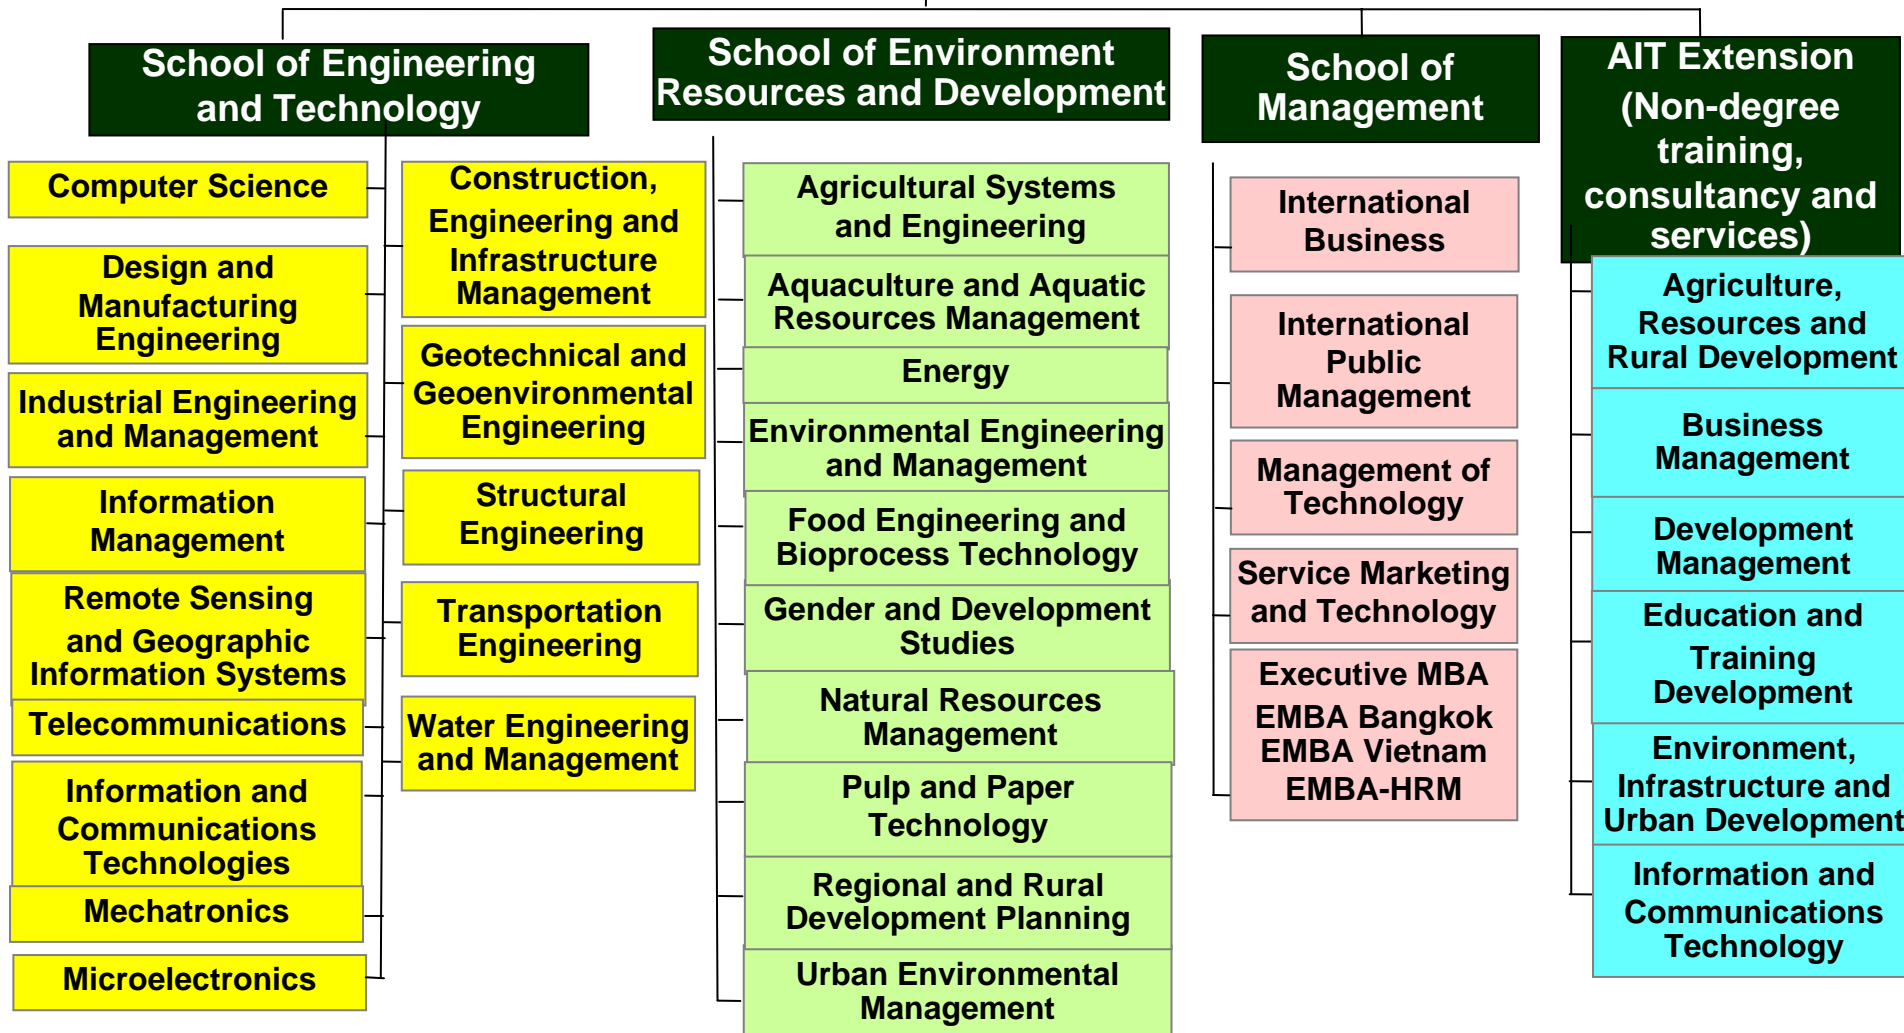 School of Engineering
and Technology
Computer Science
Design and
Manufacturing
Engineering
Industrial Engineering
and Management
Information
Management
Remote Sensing
and Geographic
Information Systems
Telecommunications
Information and
Communications
Technologies
Mechatronics
Microelectronics
Construction,
Engineering and
Infrastructure
Management
Geotechnical and
Geoenvironmental
Engineering
Structural
Engineering
Transportation
Engineering
Water Engineering
and Management
School of Environment
Resources and Development
Agricultural Systems
and Engineering
Aquaculture and Aquatic
Resources Management
Energy
Environmental Engineering
and Management
Food Engineering and
Bioprocess Technology
Gender and Development
Studies
Natural Resources
Management
Pulp and Paper
Technology
Regional and Rural
Development Planning
Urban Environmental
Management
School of
Management
International
Business
International
Public
Management
Management of
Technology
Service Marketing
and Technology
Executive MBA
EMBA Bangkok
EMBA Vietnam
EMBA-HRM
AIT Extension
(Non-degree
training,
consultancy and
services)
Agriculture,
Resources and
Rural Development
Business
Management
Development
Management
Education and
Training
Development
Environment,
Infrastructure and
Urban Development
Information and
Communications
Technology